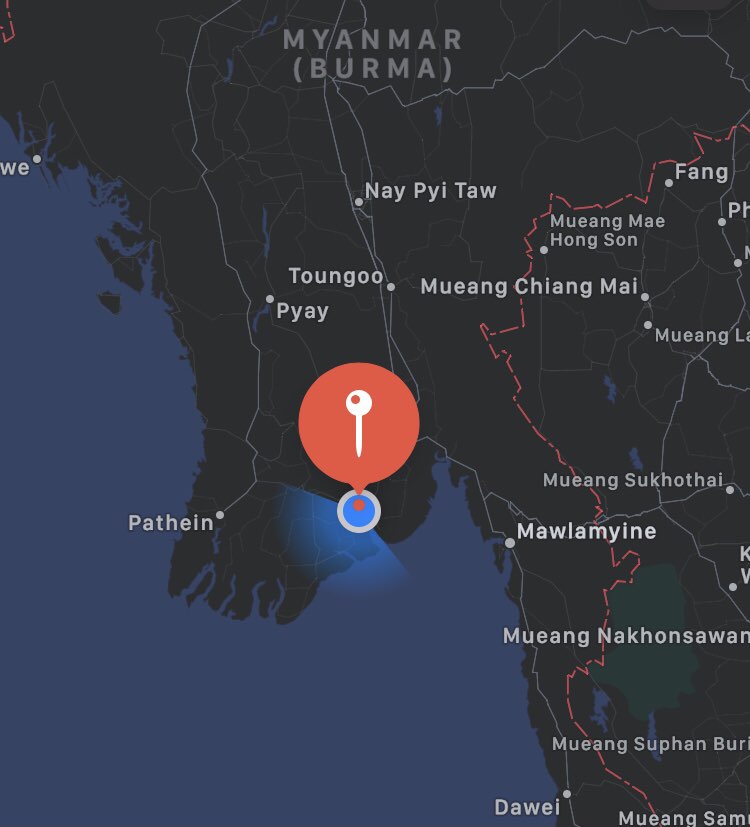 MYANMAR
(BURMA)
we
Fang
Nay Pyi Taw
Ph
Mueang Mae
Hong Son
Toungoo
Mueang Chiang Mai
Pyay
Mueang La
Mueang Sukhothai
Pathein
Mawlamyine
K
W
Mueang Nakhonsawan
Mueang Suphan Buri
Dawei
Mueang Samu